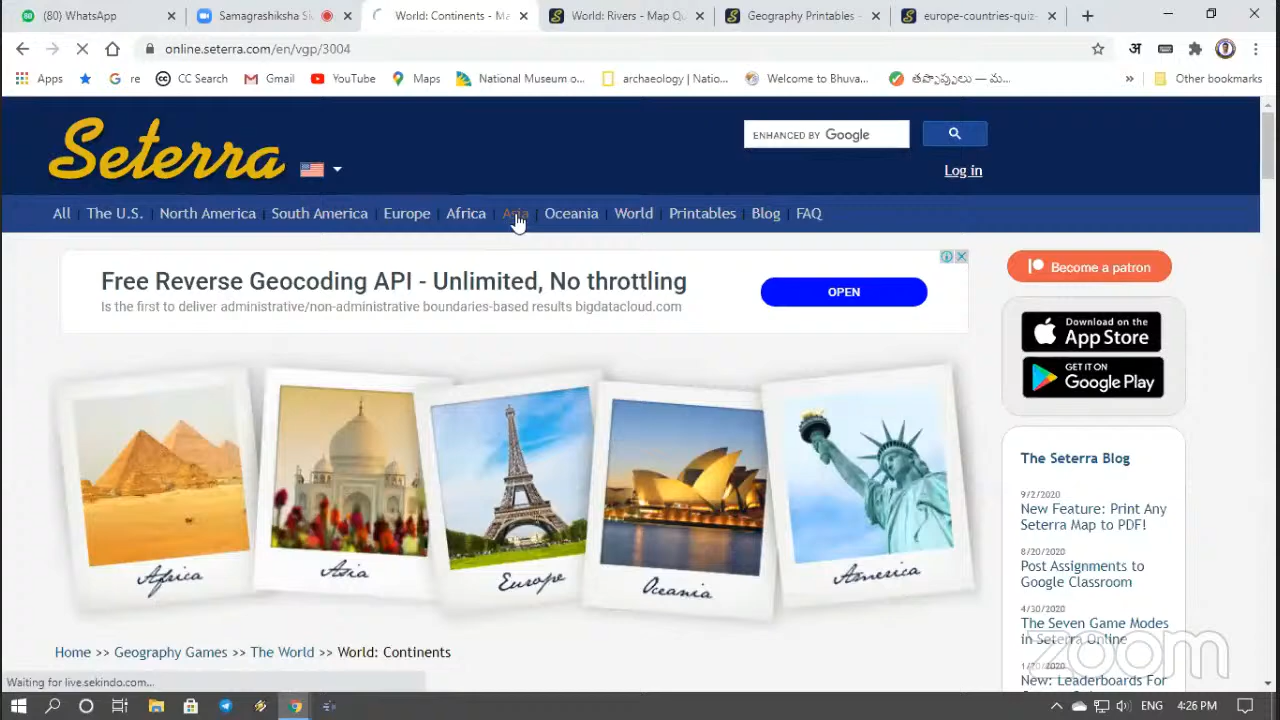 (80) WhatsApp
Samagrashiksha S
World: Continents - Ma
World: Rivers - Map Q
Geography Printables -
europe-countries-quiz-
online.seterra.com/en/vgp/3004
Apps
G re
CC Search
Gmail
YouTube
Maps
National Museum o...
archaeology | Natio...
Welcome to Bhuva...
తప్పొప్పులు — మ...
»
Other bookmarks
Seterra
ENHANCED BY Google
Log in
All | The U.S. | North America | South America | Europe | Africa | Asia | Oceania | World | Printables | Blog | FAQ
Free Reverse Geocoding API - Unlimited, No throttling
Is the first to deliver administrative/non-administrative boundaries-based results bigdatacloud.com
OPEN
Become a patron
Download on the
App Store
GET IT ON
Google Play
Africa
Asia
Europe
Oceania
America
The Seterra Blog
9/2/2020
New Feature: Print Any
Seterra Map to PDF!
8/20/2020
Post Assignments to
Google Classroom
4/30/2020
The Seven Game Modes
in Seterra Online
New: Leaderboards For
zoom
Home >> Geography Games >> The World >> World: Continents
Waiting for live.sekindo.com...
ENG
4:26 PM